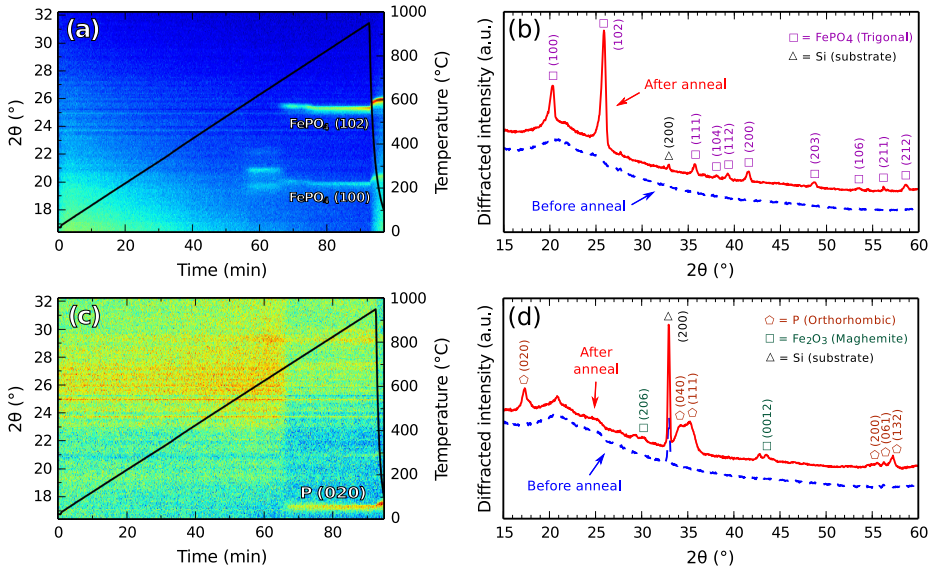 (a)
32
30
28
26
24
22
20
18
2θ (°)
FePO₄ (102)
FePO₄ (100)
1000
800
600
400
200
0
Temperature (°C)
0
20
40
60
80
Time (min)
(b)
Diffracted intensity (a.u.)
(100)
(102)
(200)
(111)
(104)
(112)
(200)
(203)
(106)
(211)
(212)
= FePO4 (Trigonal)
= Si (substrate)
After anneal
Before anneal
15
20
25
30
35
40
45
50
55
60
2θ (°)
(c)
32
30
28
26
24
22
20
18
2θ (°)
P (020)
1000
800
600
400
200
0
Temperature (°C)
0
20
40
60
80
Time (min)
(d)
Diffracted intensity (a.u.)
(020)
(206)
(200)
(040)
(111)
(0012)
(200)
(061)
(132)
= P (Orthorhombic)
= Fe₂O₃ (Maghemite)
= Si (substrate)
After
anneal
Before anneal
15
20
25
30
35
40
45
50
55
60
2θ (°)